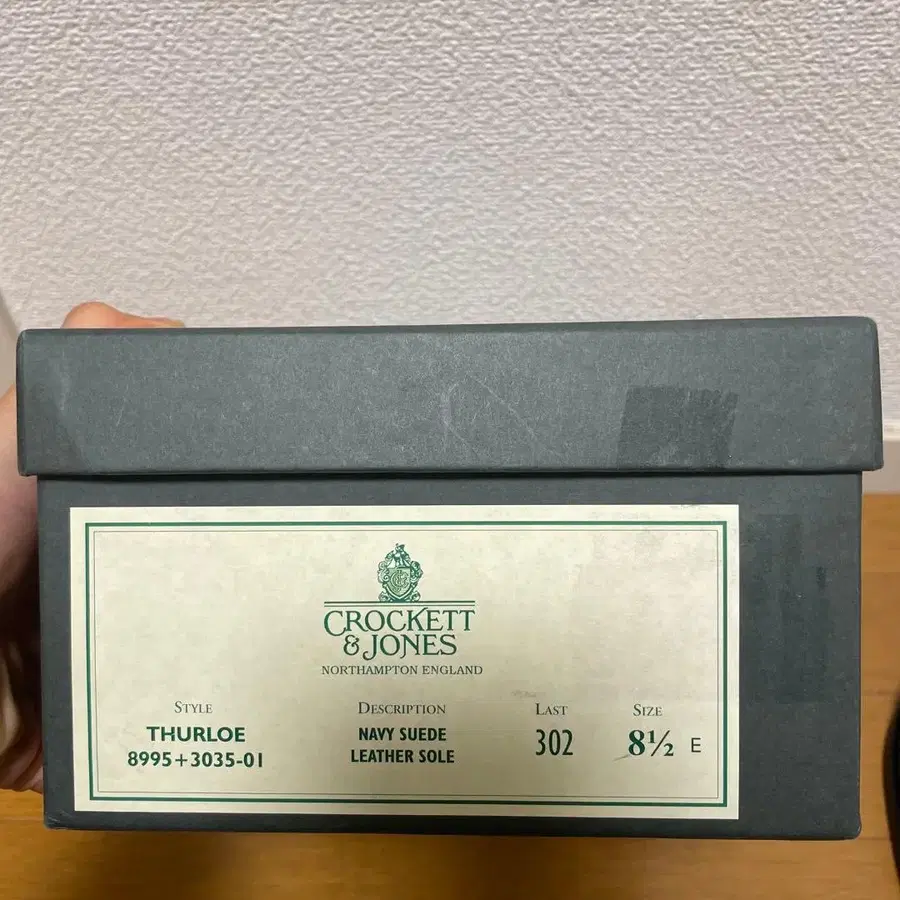 CROCKETT
& JONES
NORTHAMPTON ENGLAND
STYLE DESCRIPTION LAST SIZE
THURLOE NAVY SUEDE 302 8½ E
8995+3035-01 LEATHER SOLE